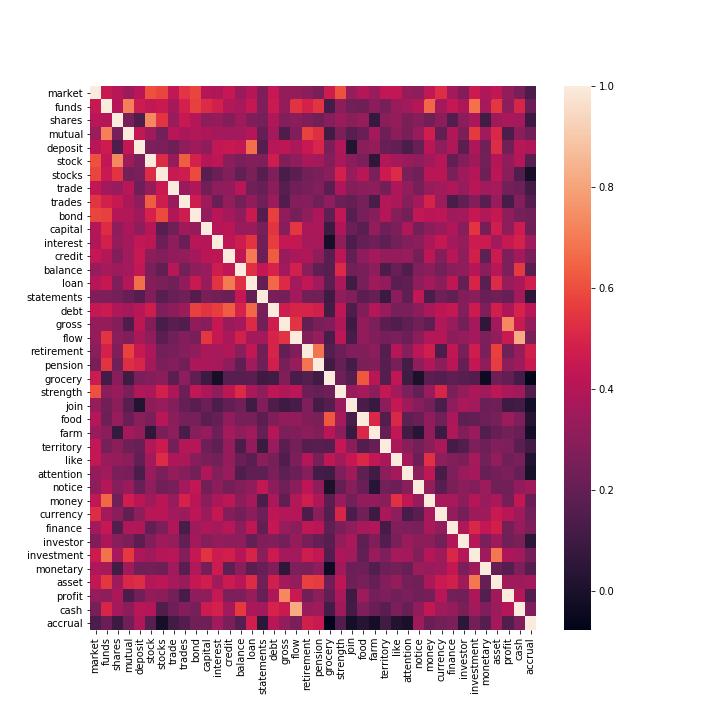 market
funds
shares
mutual
deposit
stock
stocks
trade
trades
bond
capital
interest
credit
balance
loan
statements
debt
gross
flow
retirement
pension
grocery
strength
join
food
farm
territory
like
attention
notice
money
currency
finance
investor
investment
monetary
asset
profit
cash
accrual
market funds shares mutual deposit stock stocks trade trades bond capital interest credit balance loan statements debt gross flow retirement pension grocery strength join food farm territory like attention notice money currency finance investor investment monetary asset profit cash accrual
1.0
0.8
0.6
0.4
0.2
0.0